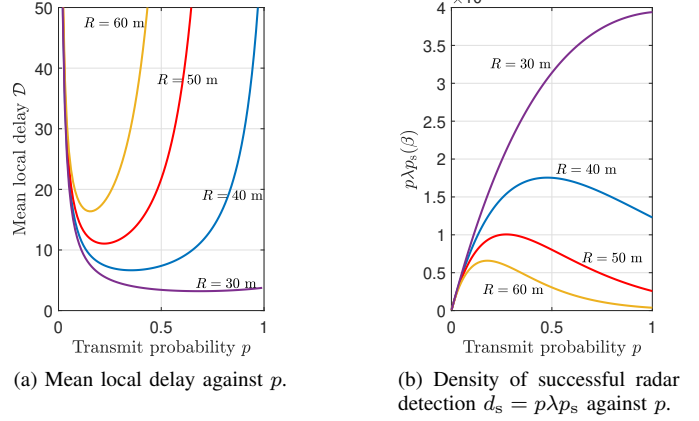 50
40
30
20
10
0
Mean local delay 𝒟
R = 60 m
R = 50 m
R = 40 m
R = 30 m
0
0.5
1
Transmit probability p
(a) Mean local delay against p.
4
3.5
3
2.5
2
1.5
1
0.5
0
pλp_s(β)
R = 30 m
R = 40 m
R = 50 m
R = 60 m
0
0.5
1
Transmit probability p
(b) Density of successful radar
detection d_s = pλp_s against p.